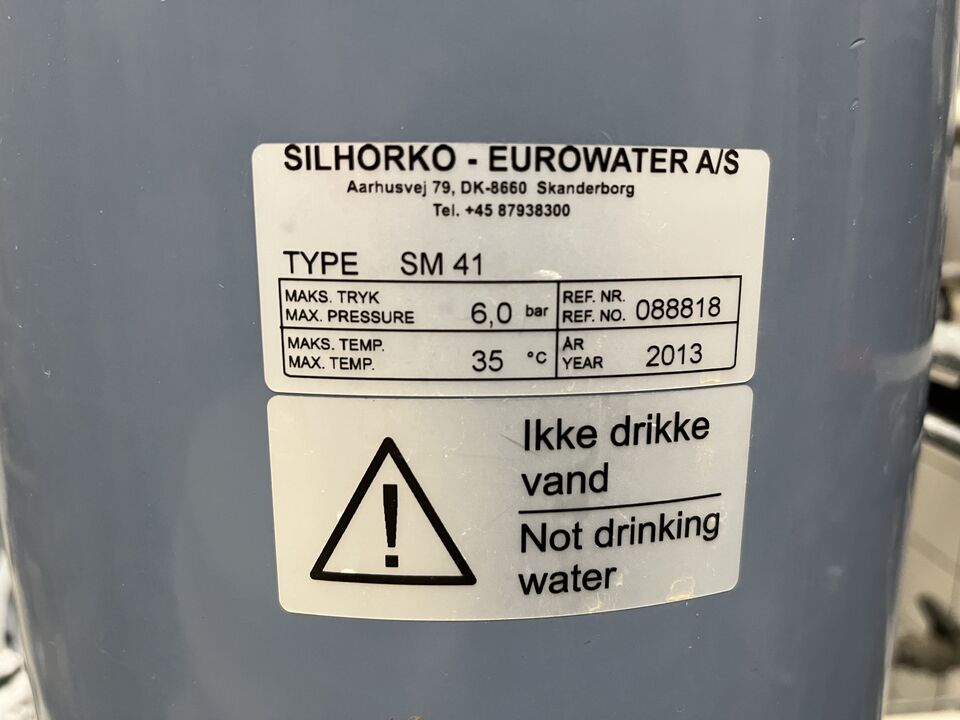 SILHORKO - EUROWATER A/S
Aarhusvej 79, DK-8660 Skanderborg
Tel. +45 87938300
TYPE SM 41
MAKS. TRYK
MAX. PRESSURE 6,0 bar
REF. NR.
REF. NO. 088818
MAKS. TEMP.
MAX. TEMP. 35 °C
ÅR
YEAR 2013
!
Ikke drikke
vand
Not drinking
water